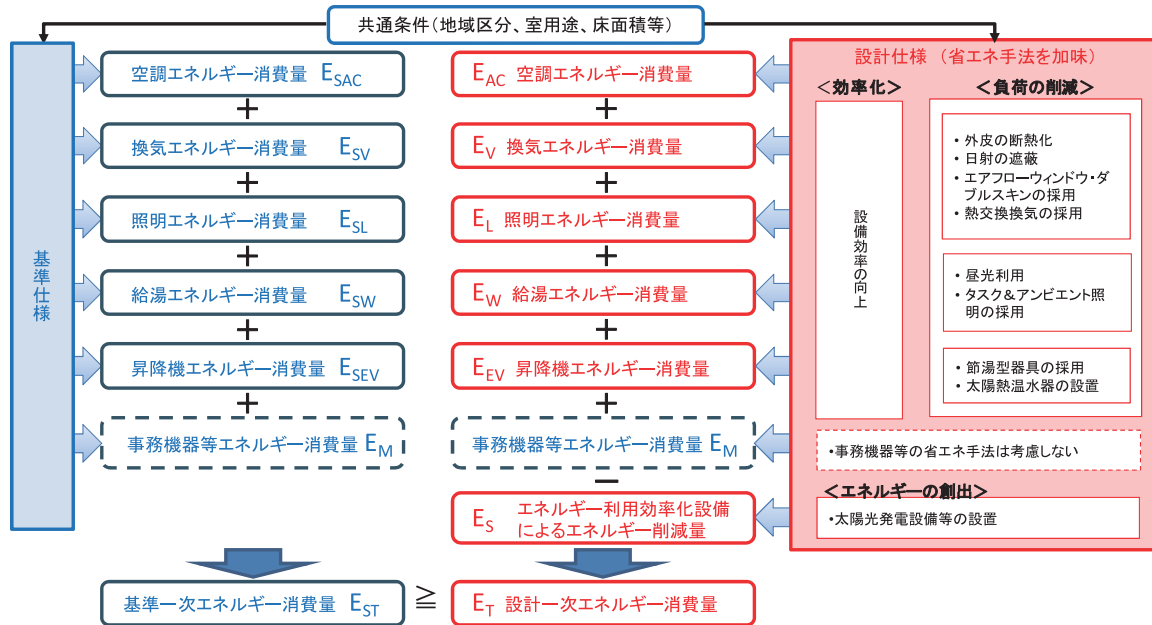 共通条件（地域区分、室用途、床面積等）
基準仕様
空調エネルギー消費量 E_SAC
＋
換気エネルギー消費量 E_SV
＋
照明エネルギー消費量 E_SL
＋
給湯エネルギー消費量 E_SW
＋
昇降機エネルギー消費量 E_SEV
＋
事務機器等エネルギー消費量 E_M
基準一次エネルギー消費量 E_ST
≧
E_AC 空調エネルギー消費量
＋
E_V 換気エネルギー消費量
＋
E_L 照明エネルギー消費量
＋
E_W 給湯エネルギー消費量
＋
E_EV 昇降機エネルギー消費量
＋
事務機器等エネルギー消費量 E_M
－
E_S エネルギー利用効率化設備
によるエネルギー削減量
E_T 設計一次エネルギー消費量
設計仕様（省エネ手法を加味）
＜効率化＞
設備効率の向上
＜負荷の削減＞
・外皮の断熱化
・日射の遮蔽
・エアフローウィンドウ・ダ
ブルスキンの採用
・熱交換換気の採用
・昼光利用
・タスク＆アンビエント照
明の採用
・節湯型器具の採用
・太陽熱温水器の設置
・事務機器等の省エネ手法は考慮しない
＜エネルギーの創出＞
・太陽光発電設備等の設置